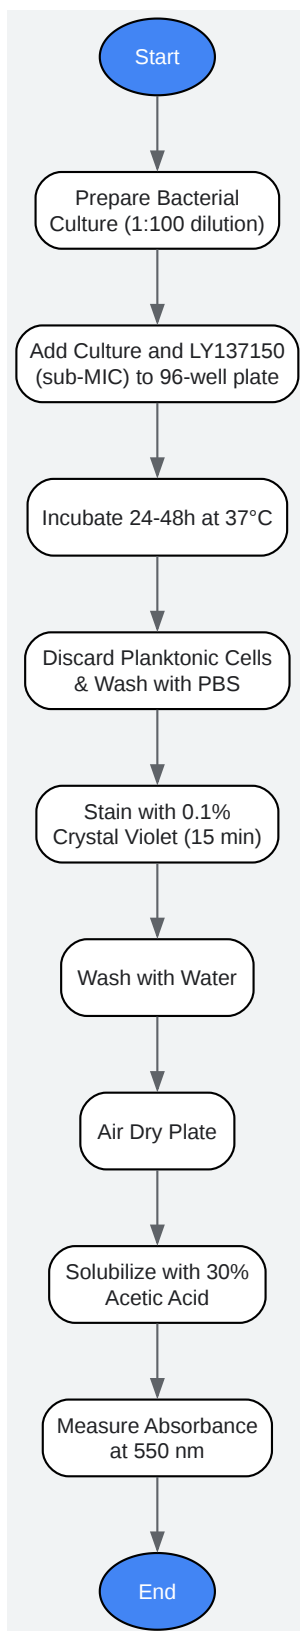 Start
Prepare Bacterial
Culture (1:100 dilution)
Add Culture and LY137150
(sub-MIC) to 96-well plate
Incubate 24-48h at 37°C
Discard Planktonic Cells
& Wash with PBS
Stain with 0.1%
Crystal Violet (15 min)
Wash with Water
Air Dry Plate
Solubilize with 30%
Acetic Acid
Measure Absorbance
at 550 nm
End